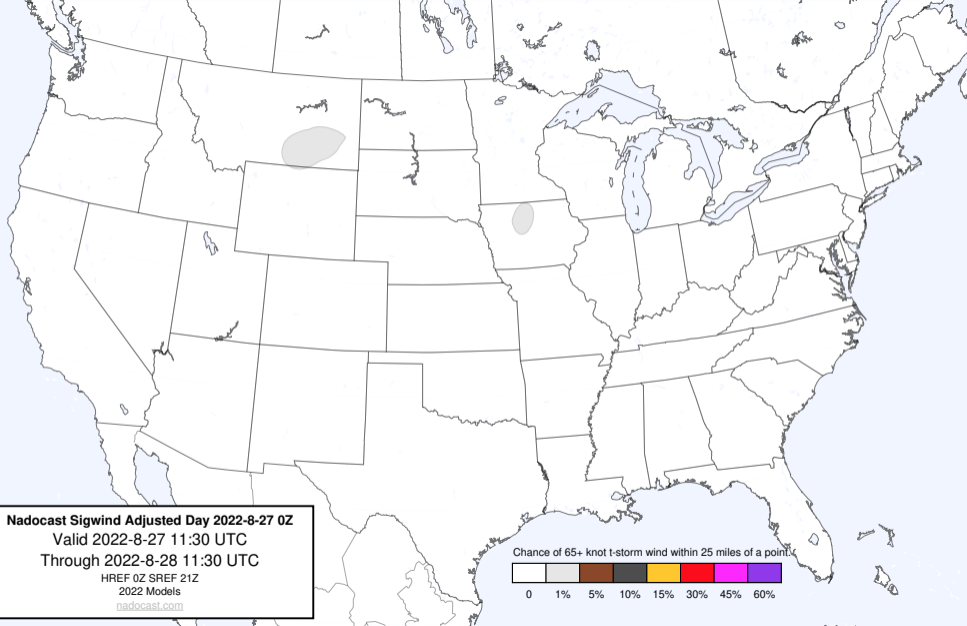 Nadocast Sigwind Adjusted Day 2022-8-27 0Z
Valid 2022-8-27 11:30 UTC
Through 2022-8-28 11:30 UTC
HREF 0Z SREF 21Z
2022 Models
nadocast.com
Chance of 65+ knot t-storm wind within 25 miles of a point.
0 1% 5% 10% 15% 30% 45% 60%